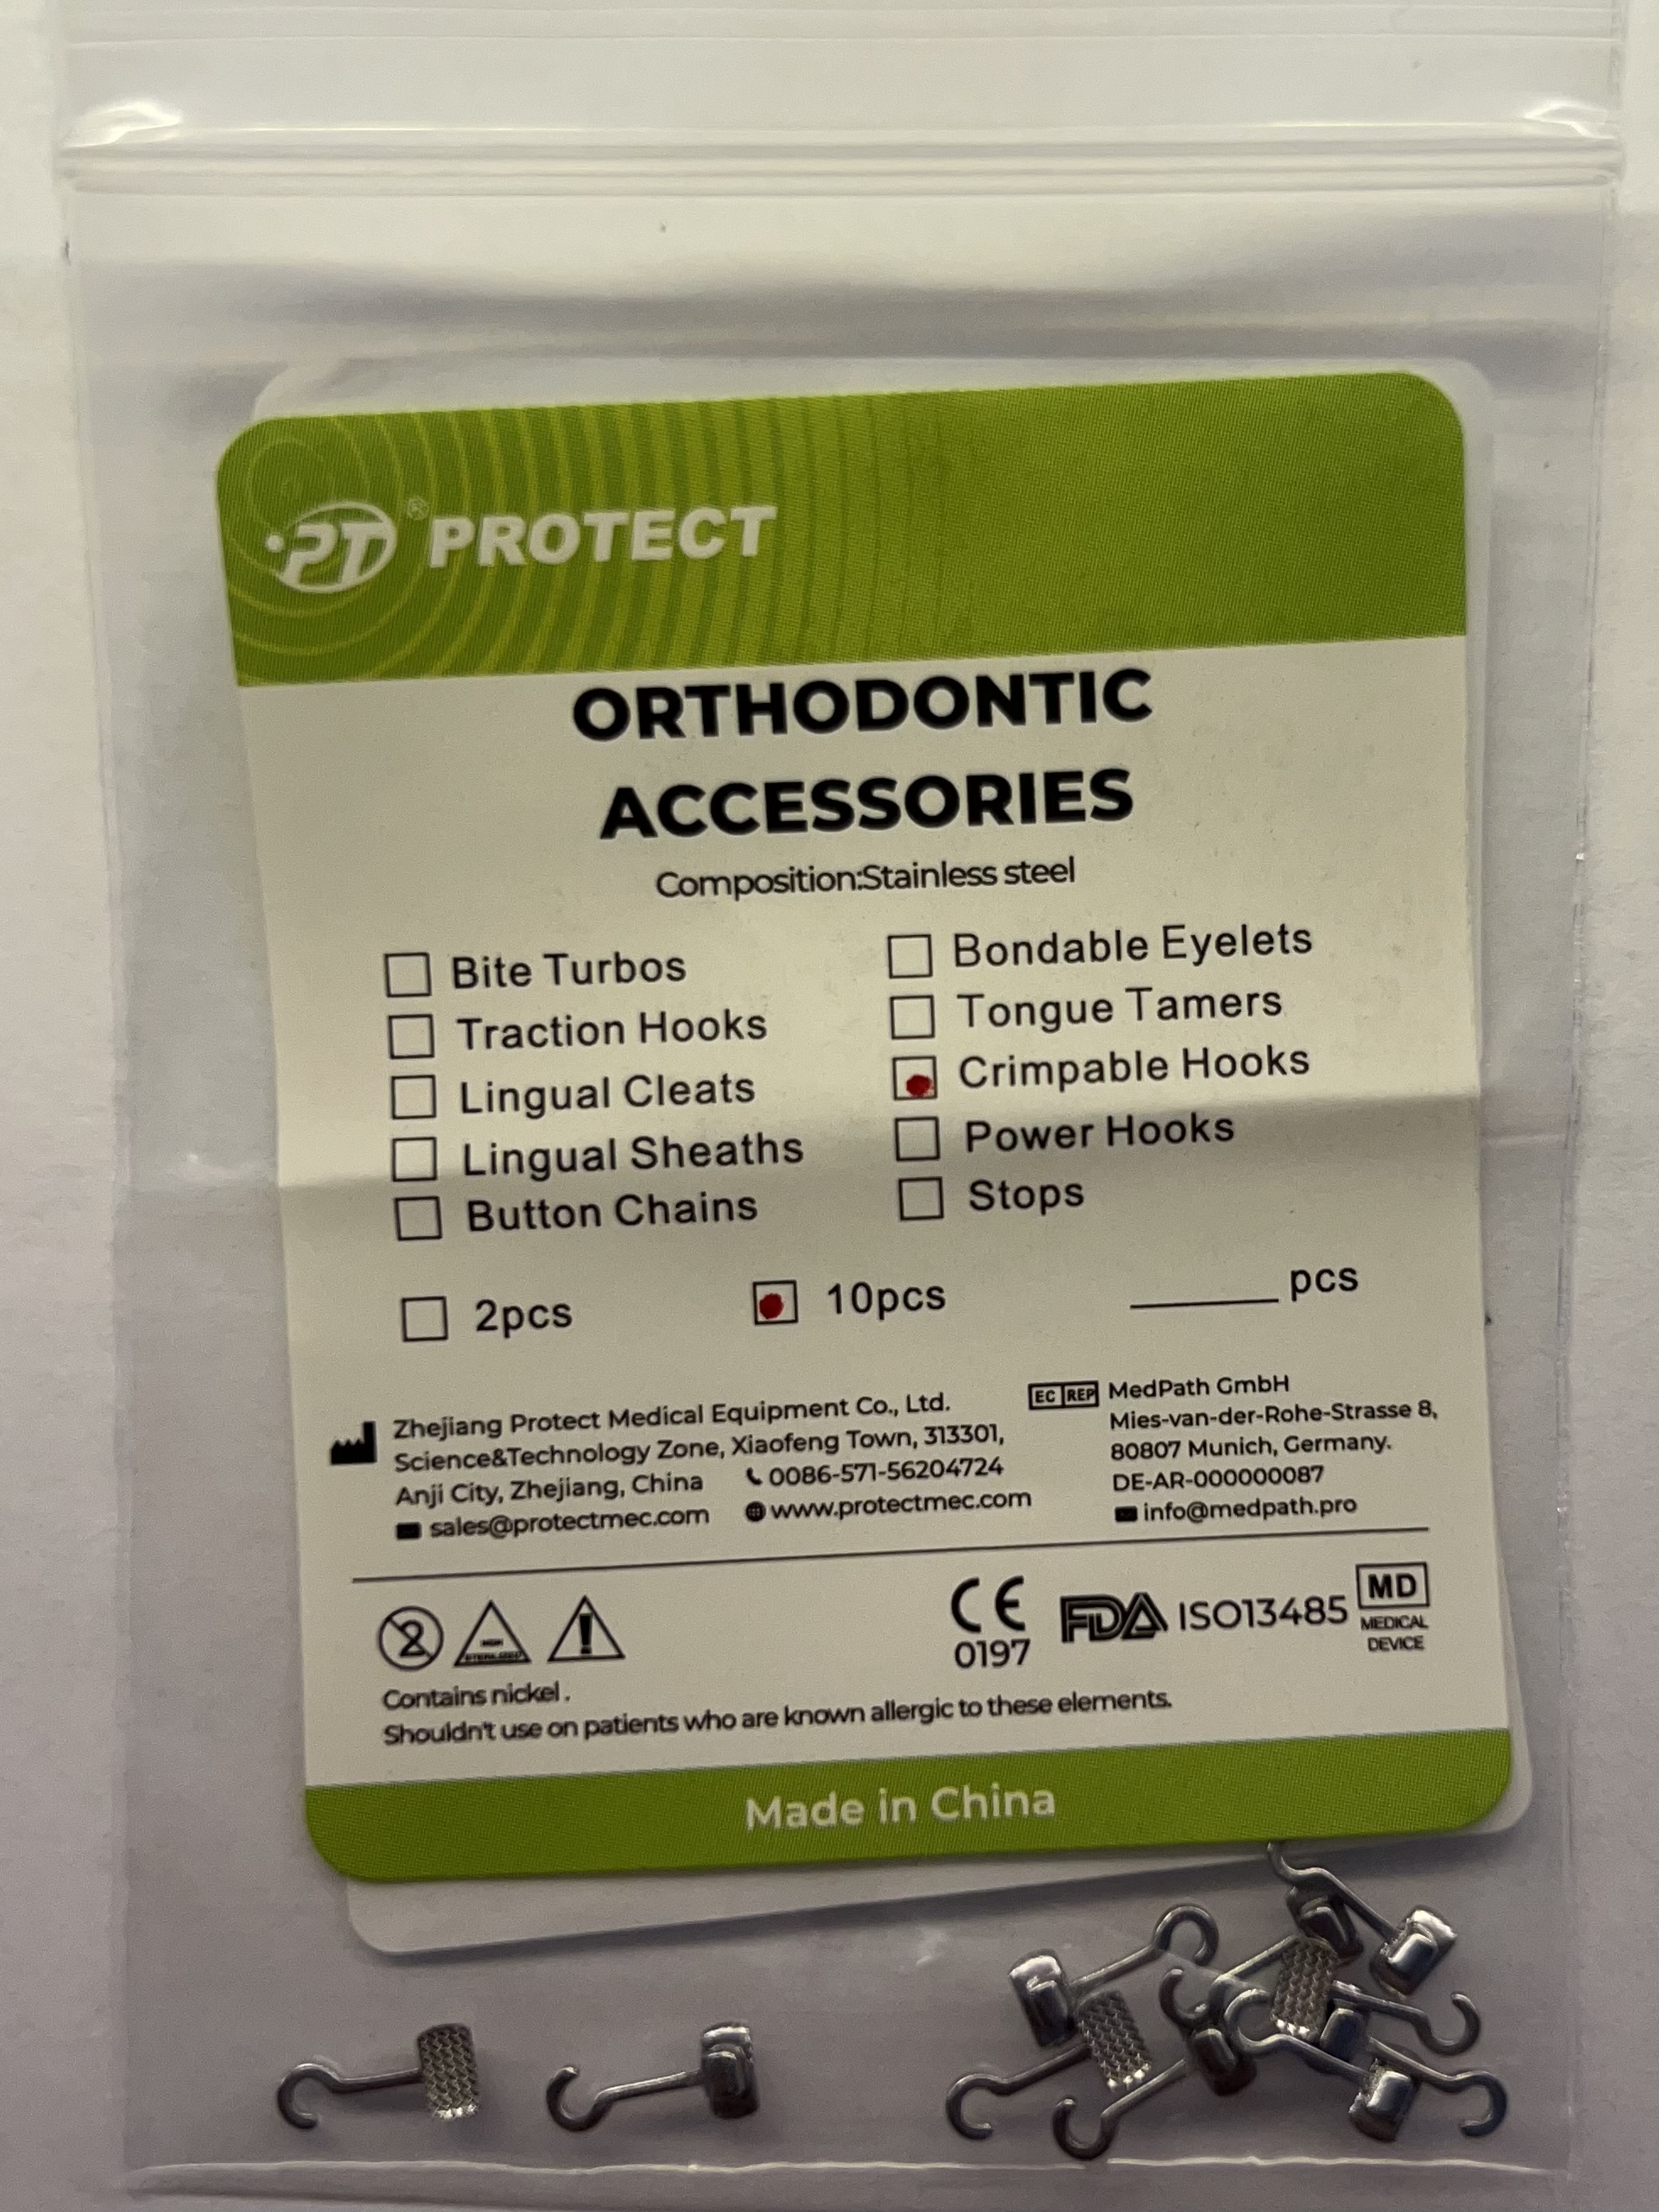 PT® PROTECT
ORTHODONTIC
ACCESSORIES
Composition:Stainless steel
Bite Turbos
Traction Hooks
Lingual Cleats
Lingual Sheaths
Button Chains
Bondable Eyelets
Tongue Tamers
Crimpable Hooks
Power Hooks
Stops
2pcs 10pcs ______ pcs
Zhejiang Protect Medical Equipment Co., Ltd.
Science&Technology Zone, Xiaofeng Town, 313301,
Anji City, Zhejiang, China 0086-571-56204724
sales@protectmec.com www.protectmec.com
EC REP MedPath GmbH
Mies-van-der-Rohe-Strasse 8,
80807 Munich, Germany.
DE-AR-000000087
info@medpath.pro
2
NON
STERILIZED
!
CE
0197
FDA ISO13485
MD
MEDICAL
DEVICE
Contains nickel .
Shouldn't use on patients who are known allergic to these elements.
Made in China